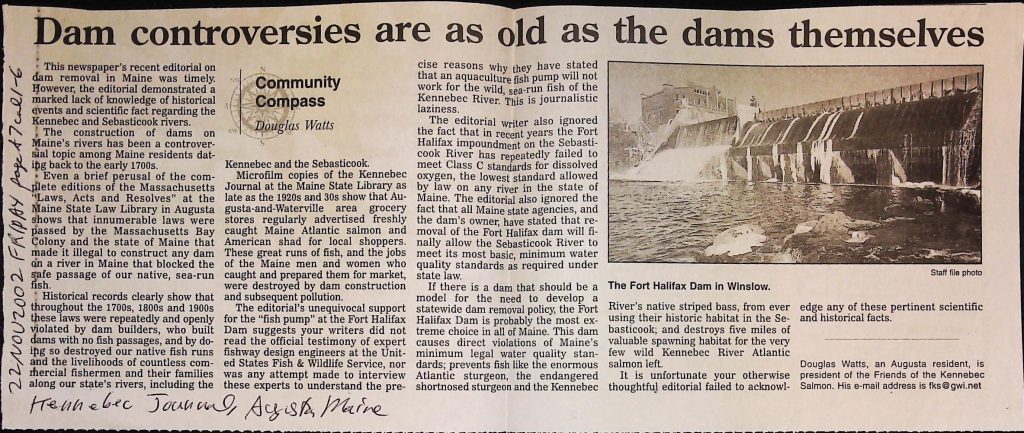 Dam controversies are as old as the dams themselves
This newspaper's recent editorial on
dam removal in Maine was timely.
However, the editorial demonstrated a
marked lack of knowledge of historical
events and scientific fact regarding the
Kennebec and Sebasticook rivers.
The construction of dams on
Maine's rivers has been a controver-
sial topic among Maine residents dat-
ing back to the early 1700s.
Even a brief perusal of the com-
plete editions of the Massachusetts
"Laws, Acts and Resolves" at the
Maine State Law Library in Augusta
shows that innumerable laws were
passed by the Massachusetts Bay
Colony and the state of Maine that
made it illegal to construct any dam
on a river in Maine that blocked the
safe passage of our native, sea-run
fish.
Historical records clearly show that
throughout the 1700s, 1800s and 1900s
these laws were repeatedly and openly
violated by dam builders, who built
dams with no fish passages, and by do-
ing so destroyed our native fish runs
and the livelihoods of countless com-
mercial fishermen and their families
along our state's rivers, including the
Community
Compass
Douglas Watts
Kennebec and the Sebasticook.
Microfilm copies of the Kennebec
Journal at the Maine State Library as
late as the 1920s and 30s show that Au-
gusta-and-Waterville area grocery
stores regularly advertised freshly
caught Maine Atlantic salmon and
American shad for local shoppers.
These great runs of fish, and the jobs
of the Maine men and women who
caught and prepared them for market,
were destroyed by dam construction
and subsequent pollution.
The editorial's unequivocal support
for the "fish pump" at the Fort Halifax
Dam suggests your writers did not
read the official testimony of expert
fishway design engineers at the Unit-
ed States Fish & Wildlife Service, nor
was any attempt made to interview
these experts to understand the pre-
cise reasons why they have stated
that an aquaculture fish pump will not
work for the wild, sea-run fish of the
Kennebec River. This is journalistic
laziness.
The editorial writer also ignored
the fact that in recent years the Fort
Halifax impoundment on the Sebasti-
cook River has repeatedly failed to
meet Class C standards for dissolved
oxygen, the lowest standard allowed
by law on any river in the state of
Maine. The editorial also ignored the
fact that all Maine state agencies, and
the dam's owner, have stated that re-
moval of the Fort Halifax dam will fi-
nally allow the Sebasticook River to
meet its most basic, minimum water
quality standards as required under
state law.
If there is a dam that should be a
model for the need to develop a
statewide dam removal policy, the Fort
Halifax Dam is probably the most ex-
treme choice in all of Maine. This dam
causes direct violations of Maine's
minimum legal water quality stan-
dards; prevents fish like the enormous
Atlantic sturgeon, the endangered
shortnosed sturgeon and the Kennebec
Staff file photo
The Fort Halifax Dam in Winslow.
River's native striped bass, from ever
using their historic habitat in the Se-
basticook; and destroys five miles of
valuable spawning habitat for the very
few wild Kennebec River Atlantic
salmon left.
It is unfortunate your otherwise
thoughtful editorial failed to acknowl-
edge any of these pertinent scientific
and historical facts.
Douglas Watts, an Augusta resident, is
president of the Friends of the Kennebec
Salmon. His e-mail address is fks@gwi.net
22 NOV 2002 FRIDAY page A7 col 1-6
Kennebec Journal, Augusta, Maine